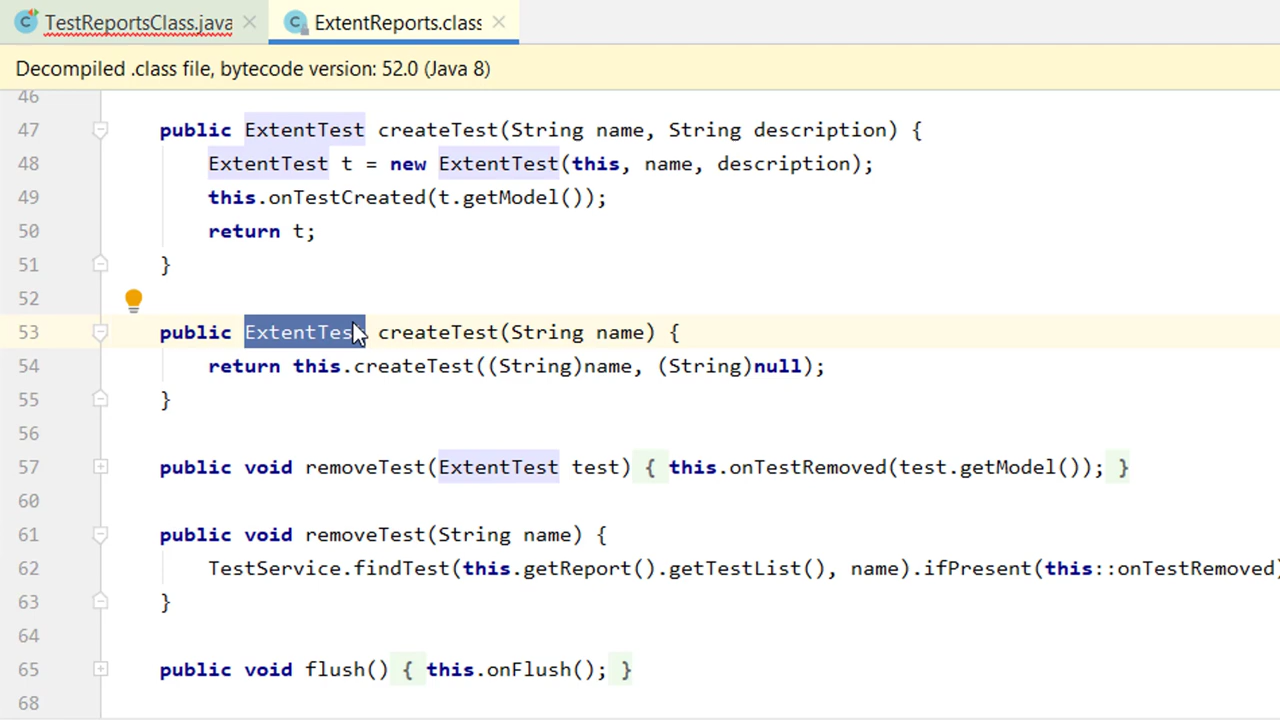 TestReportsClass.java ExtentReports.class
Decompiled .class file, bytecode version: 52.0 (Java 8)
46
47 public ExtentTest createTest(String name, String description) {
48 ExtentTest t = new ExtentTest(this, name, description);
49 this.onTestCreated(t.getModel());
50 return t;
51 }
52
53 public ExtentTest createTest(String name) {
54 return this.createTest((String)name, (String)null);
55 }
56
57 public void removeTest(ExtentTest test) { this.onTestRemoved(test.getModel()); }
60
61 public void removeTest(String name) {
62 TestService.findTest(this.getReport().getTestList(), name).ifPresent(this::onTestRemoved)
63 }
64
65 public void flush() { this.onFlush(); }
68